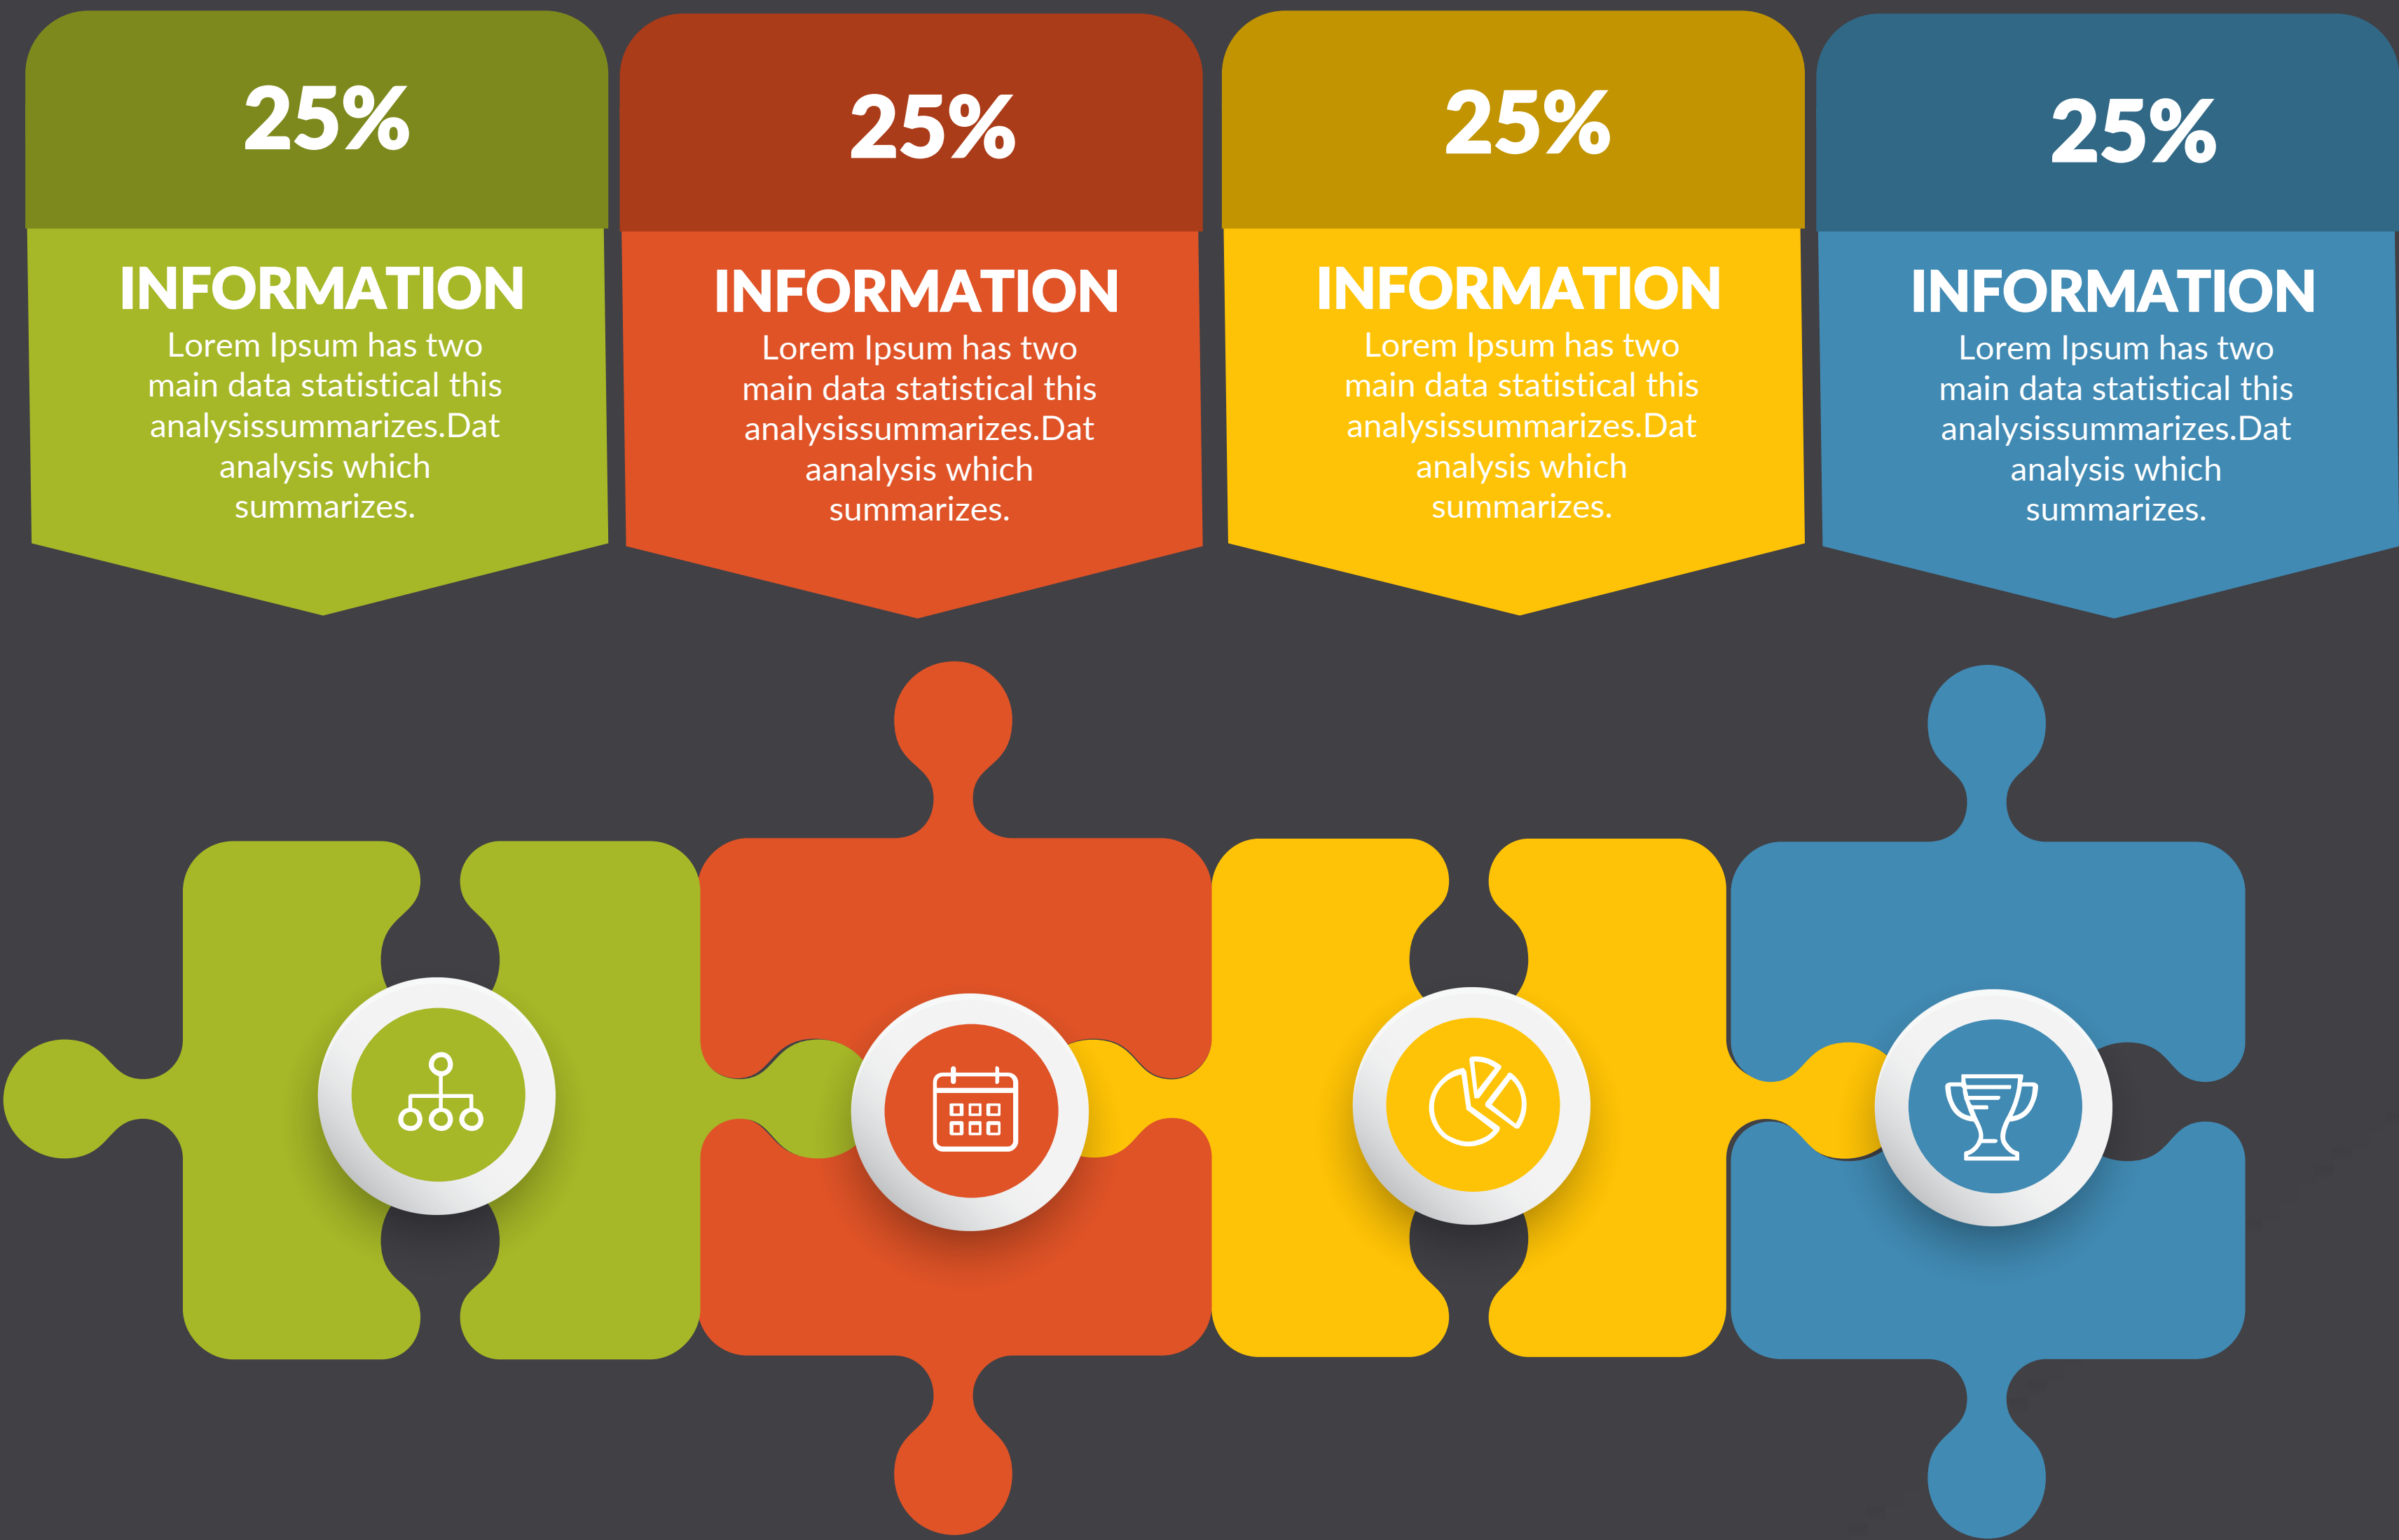 25%
INFORMATION
Lorem Ipsum has two
main data statistical this
analysissummarizes.Dat
analysis which
summarizes.
25%
INFORMATION
Lorem Ipsum has two
main data statistical this
analysissummarizes.Dat
aanalysis which
summarizes.
25%
INFORMATION
Lorem Ipsum has two
main data statistical this
analysissummarizes.Dat
analysis which
summarizes.
25%
INFORMATION
Lorem Ipsum has two
main data statistical this
analysissummarizes.Dat
analysis which
summarizes.